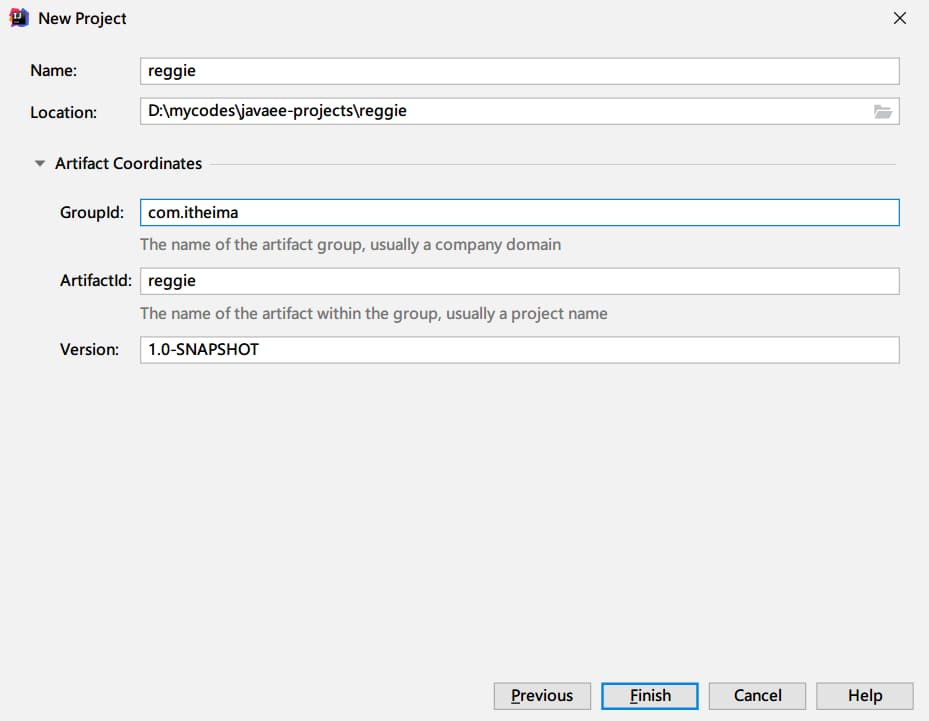 New Project
Name: reggie
Location: D:\mycodes\javaee-projects\reggie
Artifact Coordinates
GroupId: com.itheima
The name of the artifact group, usually a company domain
ArtifactId: reggie
The name of the artifact within the group, usually a project name
Version: 1.0-SNAPSHOT
Previous Finish Cancel Help